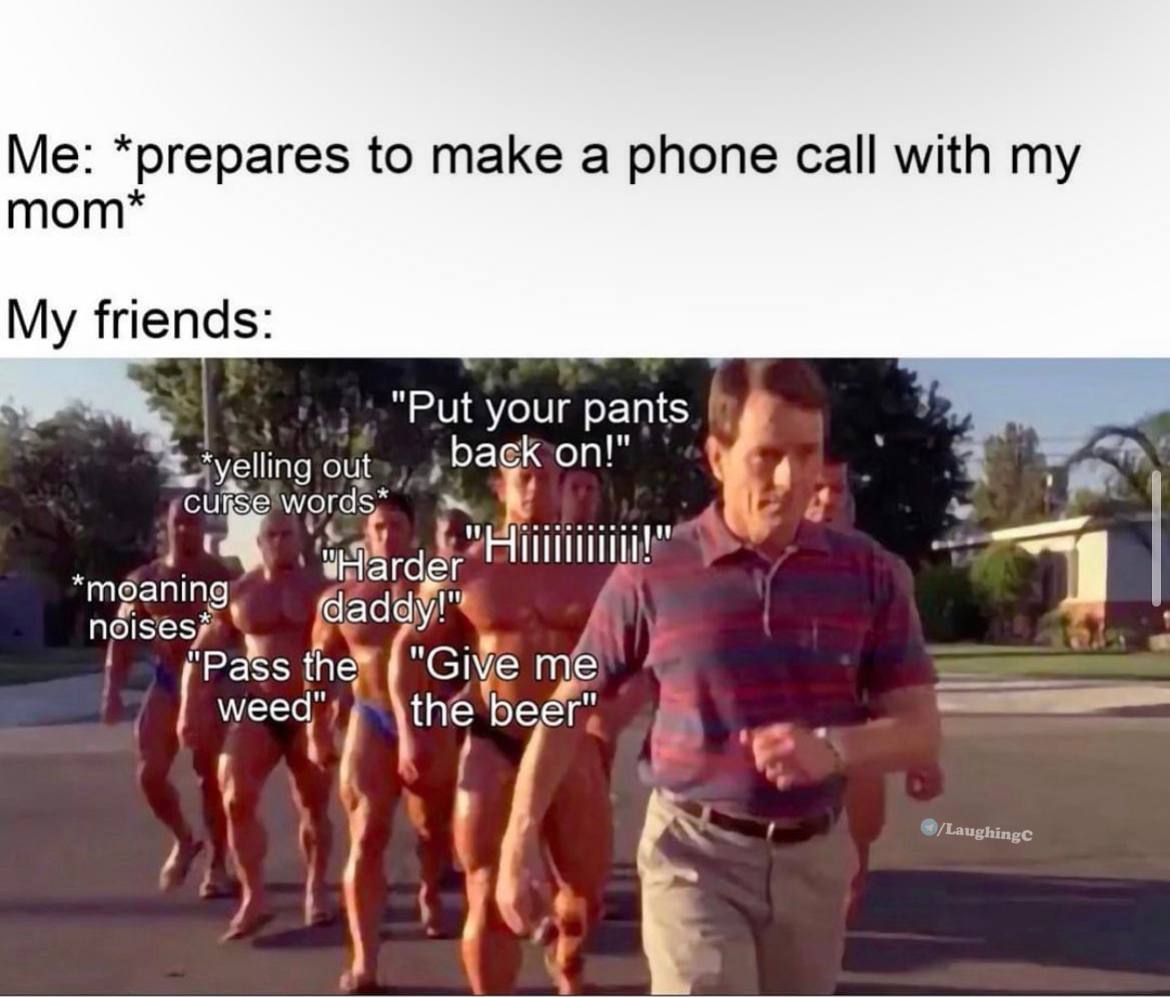 Me: *prepares to make a phone call with my
mom*
My friends:
"Put your pants
back on!"
*yelling out
curse words*
"Hiiiiiiiiiii!"
"Harder
daddy!"
*moaning
noises*
"Pass the
weed"
"Give me
the beer"
/LaughingC